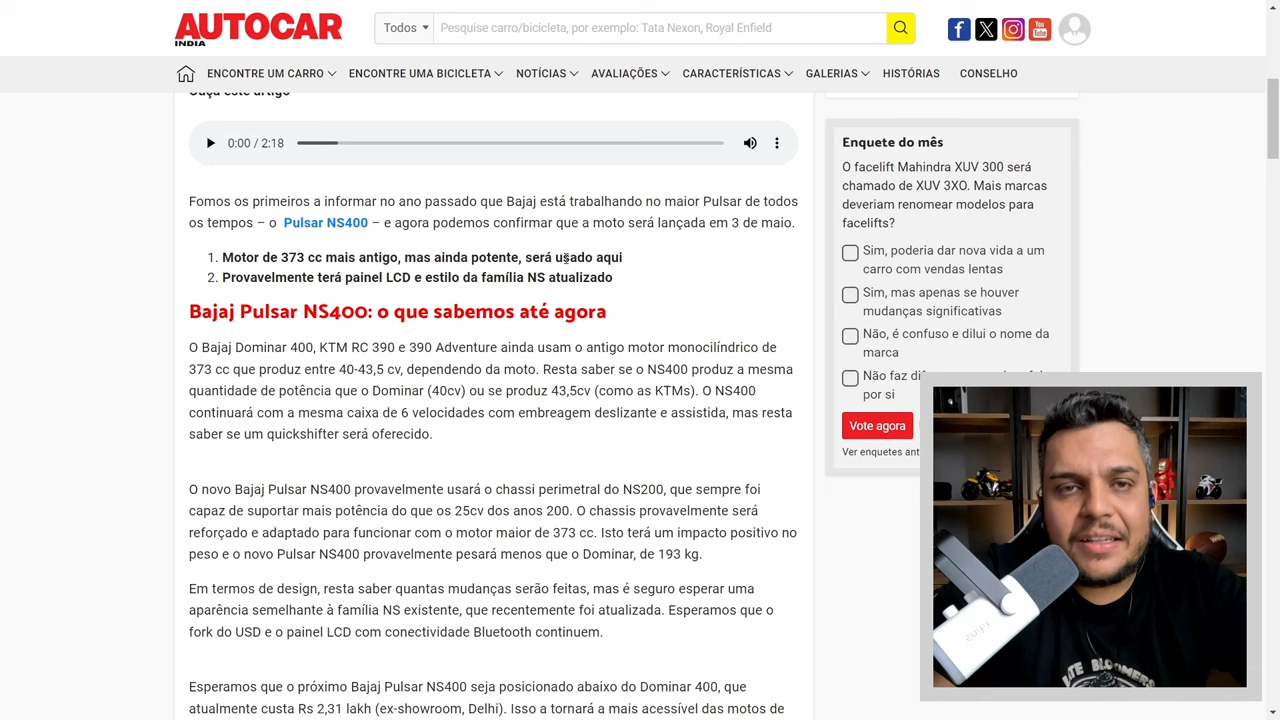 AUTOCAR
INDIA
Todos
Pesquise carro/bicicleta, por exemplo: Tata Nexon, Royal Enfield
ENCONTRE UM CARRO
ENCONTRE UMA BICICLETA
NOTÍCIAS
AVALIAÇÕES
CARACTERÍSTICAS
GALERIAS
HISTÓRIAS
CONSELHO
Ouça este artigo
0:00 / 2:18
Fomos os primeiros a informar no ano passado que Bajaj está trabalhando no maior Pulsar de todos
os tempos – o Pulsar NS400 – e agora podemos confirmar que a moto será lançada em 3 de maio.
1. Motor de 373 cc mais antigo, mas ainda potente, será usado aqui
2. Provavelmente terá painel LCD e estilo da família NS atualizado
Bajaj Pulsar NS400: o que sabemos até agora
O Bajaj Dominar 400, KTM RC 390 e 390 Adventure ainda usam o antigo motor monocilíndrico de
373 cc que produz entre 40-43,5 cv, dependendo da moto. Resta saber se o NS400 produz a mesma
quantidade de potência que o Dominar (40cv) ou se produz 43,5cv (como as KTMs). O NS400
continuará com a mesma caixa de 6 velocidades com embreagem deslizante e assistida, mas resta
saber se um quickshifter será oferecido.
O novo Bajaj Pulsar NS400 provavelmente usará o chassi perimetral do NS200, que sempre foi
capaz de suportar mais potência do que os 25cv dos anos 200. O chassis provavelmente será
reforçado e adaptado para funcionar com o motor maior de 373 cc. Isto terá um impacto positivo no
peso e o novo Pulsar NS400 provavelmente pesará menos que o Dominar, de 193 kg.
Em termos de design, resta saber quantas mudanças serão feitas, mas é seguro esperar uma
aparência semelhante à família NS existente, que recentemente foi atualizada. Esperamos que o
fork do USD e o painel LCD com conectividade Bluetooth continuem.
Esperamos que o próximo Bajaj Pulsar NS400 seja posicionado abaixo do Dominar 400, que
atualmente custa Rs 2,31 lakh (ex-showroom, Delhi). Isso a tornará a mais acessível das motos de
Enquete do mês
O facelift Mahindra XUV 300 será
chamado de XUV 3XO. Mais marcas
deveriam renomear modelos para
facelifts?
Sim, poderia dar nova vida a um
carro com vendas lentas
Sim, mas apenas se houver
mudanças significativas
Não, é confuso e dilui o nome da
marca
Não faz
por si
Vote agora
Ver enquetes
fifine
LATE BLOOMERS